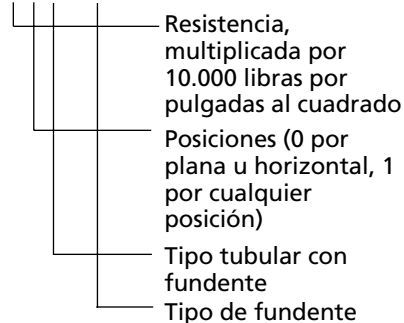 Resistencia,
multiplicada por
10.000 libras por
pulgadas al cuadrado
Posiciones (0 por
plana u horizontal, 1
por cualquier
posición)
Tipo tubular con
fundente
Tipo de fundente